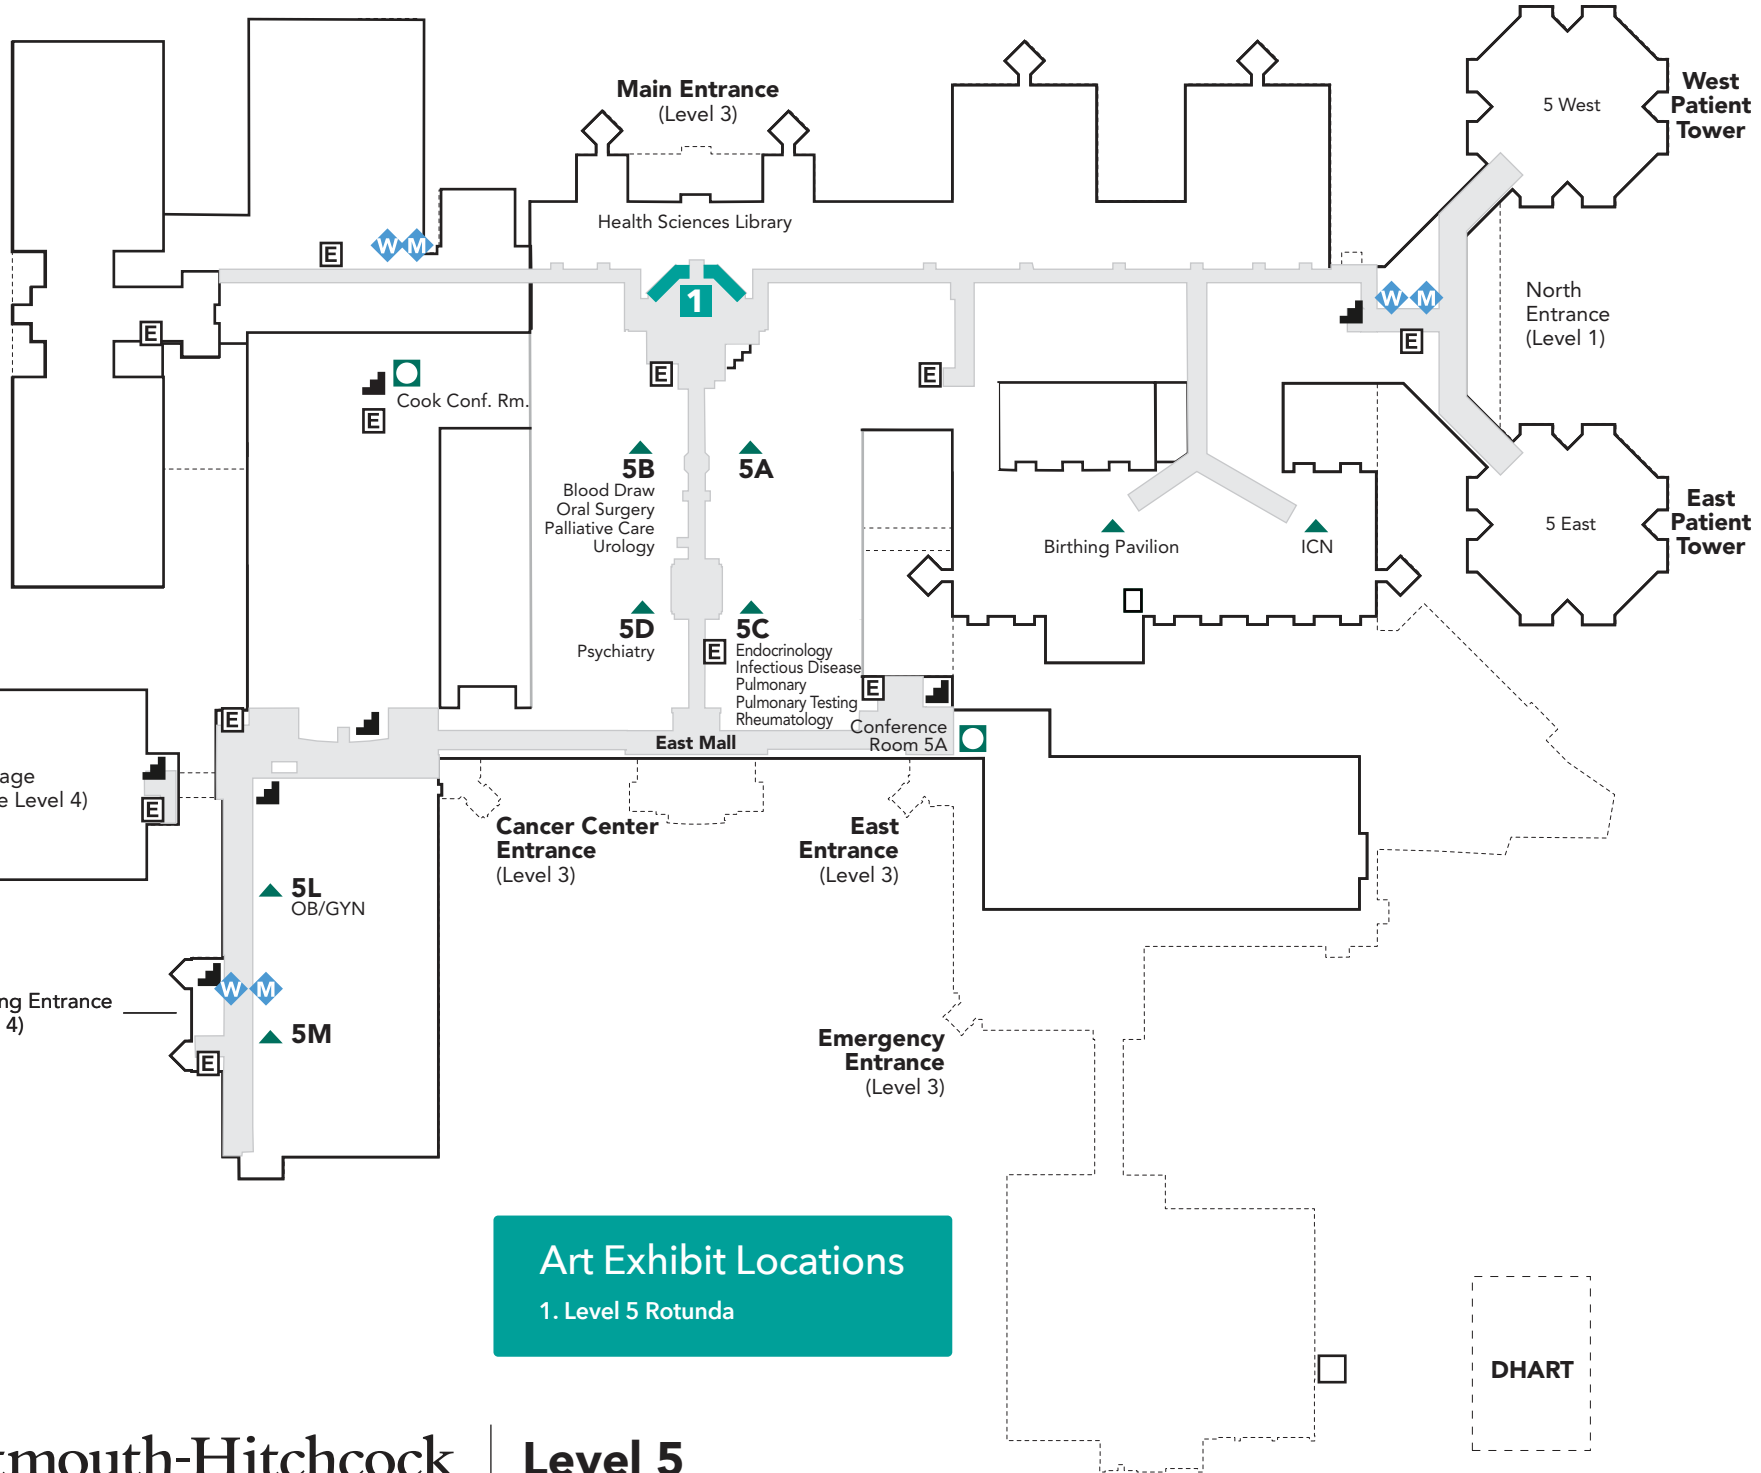 Main Entrance
(Level 3)
Health Sciences Library
5 West
West
Patient
Tower
E
W M
1
W M
E
North
Entrance
(Level 1)
E
E
E
Cook Conf. Rm.
E
5B
Blood Draw
Oral Surgery
Palliative Care
Urology
5A
Birthing Pavilion
ICN
5 East
East
Patient
Tower
5D
Psychiatry
5C
E
Endocrinology
Infectious Disease
Pulmonary
Pulmonary Testing
Rheumatology
E
E
East Mall
Conference
Room 5A
age
e Level 4)
E
Cancer Center
Entrance
(Level 3)
East
Entrance
(Level 3)
5L
OB/GYN
W M
ng Entrance
4)
5M
E
Emergency
Entrance
(Level 3)
Art Exhibit Locations
1. Level 5 Rotunda
DHART
tmouth-Hitchcock
Level 5